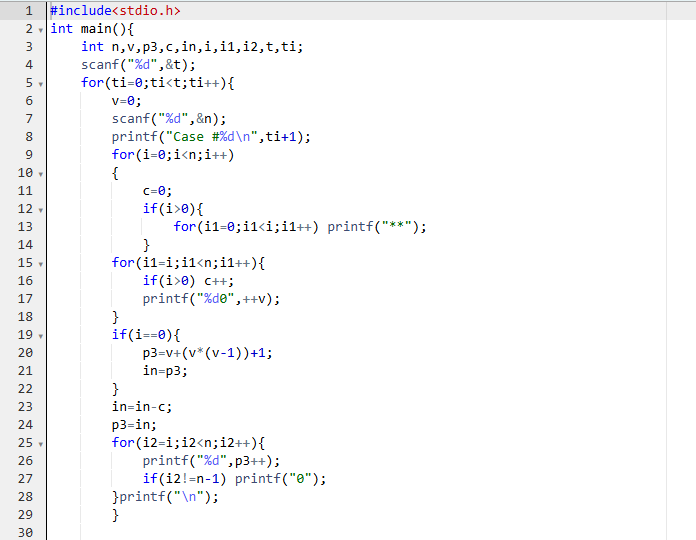 1 #include<stdio.h>
2 int main(){
3 int n,v,p3,c,in,i,i1,i2,t,ti;
4 scanf("%d",&t);
5 for(ti=0;ti<t;ti++){
6 v=0;
7 scanf("%d",&n);
8 printf("Case #%d\n",ti+1);
9 for(i=0;i<n;i++)
10 {
11 c=0;
12 if(i>0){
13 for(i1=0;i1<i;i1++) printf("**");
14 }
15 for(i1=i;i1<n;i1++){
16 if(i>0) c++;
17 printf("%d0",++v);
18 }
19 if(i==0){
20 p3=v+(v*(v-1))+1;
21 in=p3;
22 }
23 in=in-c;
24 p3=in;
25 for(i2=i;i2<n;i2++){
26 printf("%d",p3++);
27 if(i2!=n-1) printf("0");
28 }printf("\n");
29 }
30